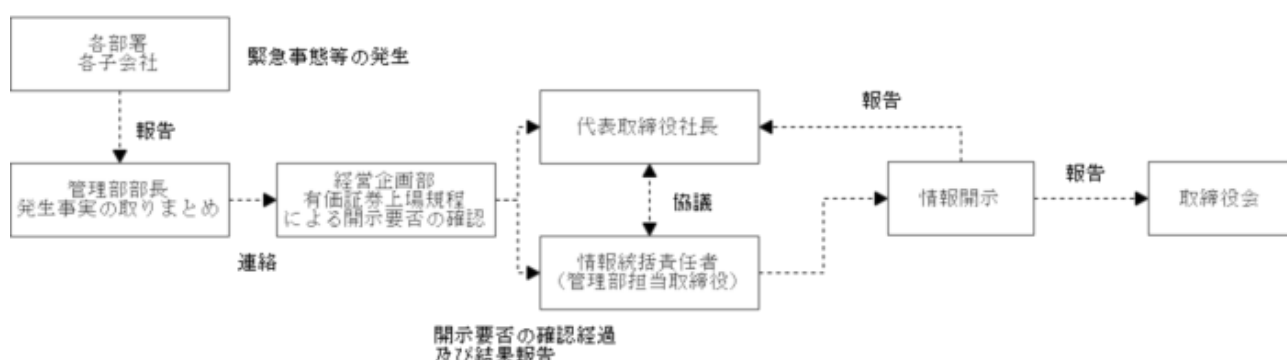 各部署
各子会社
緊急事態等の発生
報告
管理部部長
発生事実の取りまとめ
連絡
経営企画部
有価証券上場規程
による開示要否の確認
開示要否の確認経過
及び結果報告
代表取締役社長
協議
情報統括責任者
（管理部担当取締役）
報告
情報開示
報告
取締役会